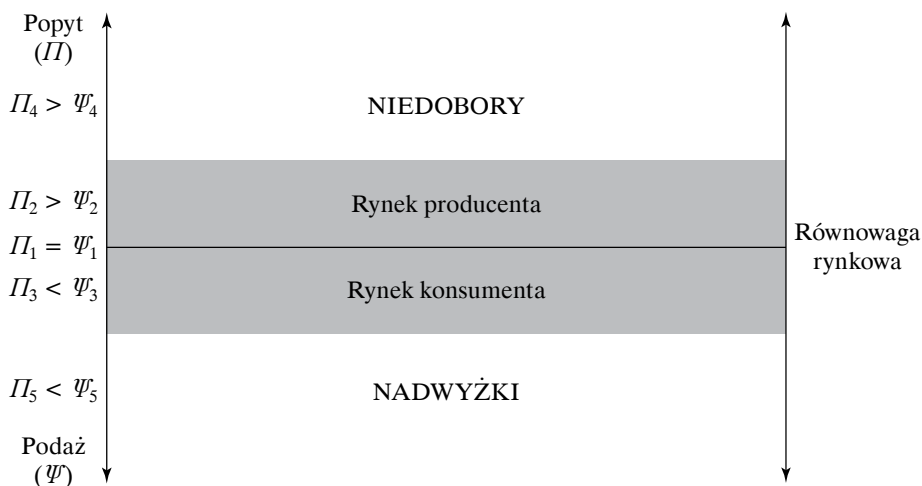 Popyt
(Π)
Π₄ > Ψ₄
NIEDOBORY
Π₂ > Ψ₂
Rynek producenta
Π₁ = Ψ₁
Równowaga
rynkowa
Π₃ < Ψ₃
Rynek konsumenta
Π₅ < Ψ₅
NADWYŻKI
Podaż
(Ψ)